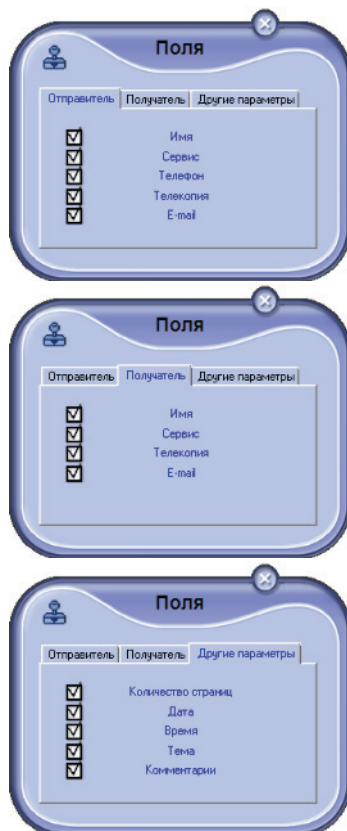 Поля
Отправитель Получатель Другие параметры
Имя
Сервис
Телефон
Телекопия
E-mail
Поля
Отправитель Получатель Другие параметры
Имя
Сервис
Телекопия
E-mail
Поля
Отправитель Получатель Другие параметры
Количество страниц
Дата
Время
Тема
Комментарии